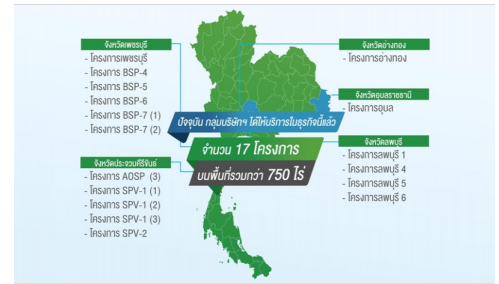 จังหวัดเพชรบุรี
- โครงการเพชรบุรี
- โครงการ BSP-4
- โครงการ BSP-5
- โครงการ BSP-6
- โครงการ BSP-7 (1)
- โครงการ BSP-7 (2)
จังหวัดประจวบคีรีขันธ์
- โครงการ AOSP (3)
- โครงการ SPV-1 (1)
- โครงการ SPV-1 (2)
- โครงการ SPV-1 (3)
- โครงการ SPV-2
ปัจจุบัน กลุ่มบริษัทฯ ได้ให้บริการในธุรกิจนี้แล้ว
จำนวน 17 โครงการ
บนพื้นที่รวมกว่า 750 ไร่
จังหวัดอ่างทอง
- โครงการอ่างทอง
จังหวัดอุบลราชธานี
- โครงการอุบล
จังหวัดลพบุรี
- โครงการลพบุรี 1
- โครงการลพบุรี 4
- โครงการลพบุรี 5
- โครงการลพบุรี 6